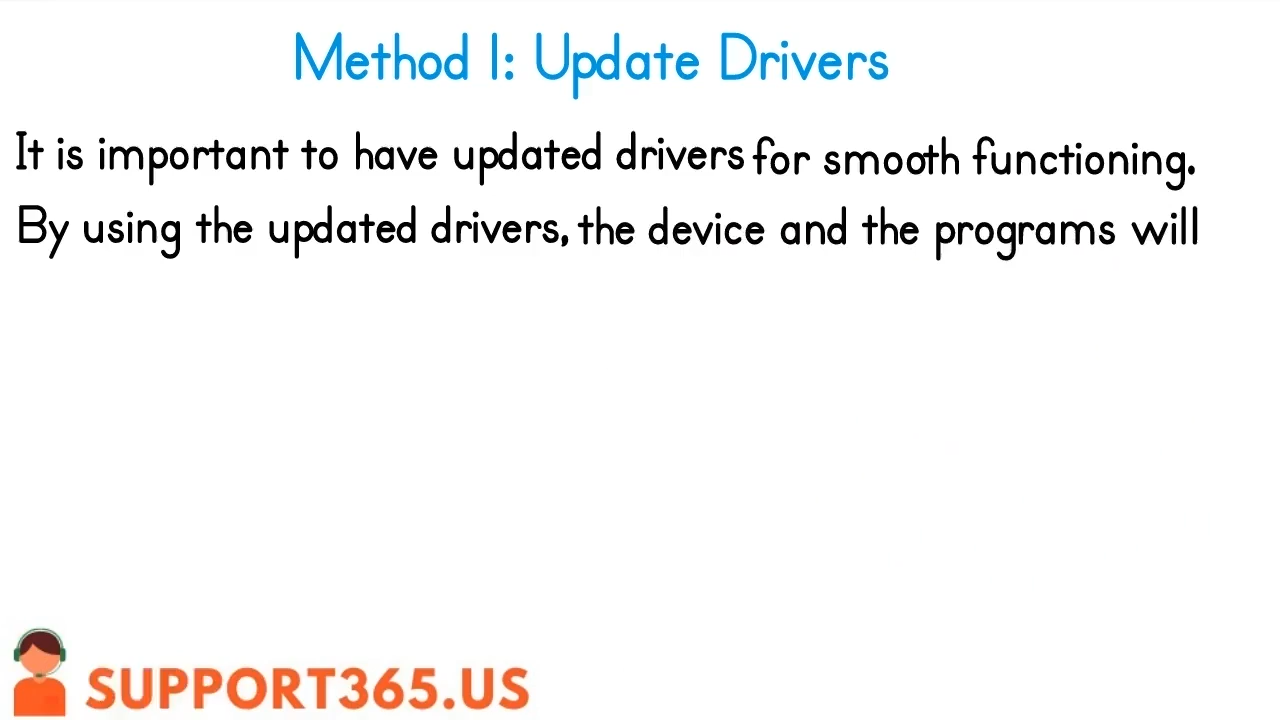 Method 1: Update Drivers
It is important to have updated drivers for smooth functioning.
By using the updated drivers, the device and the programs will
SUPPORT365.US